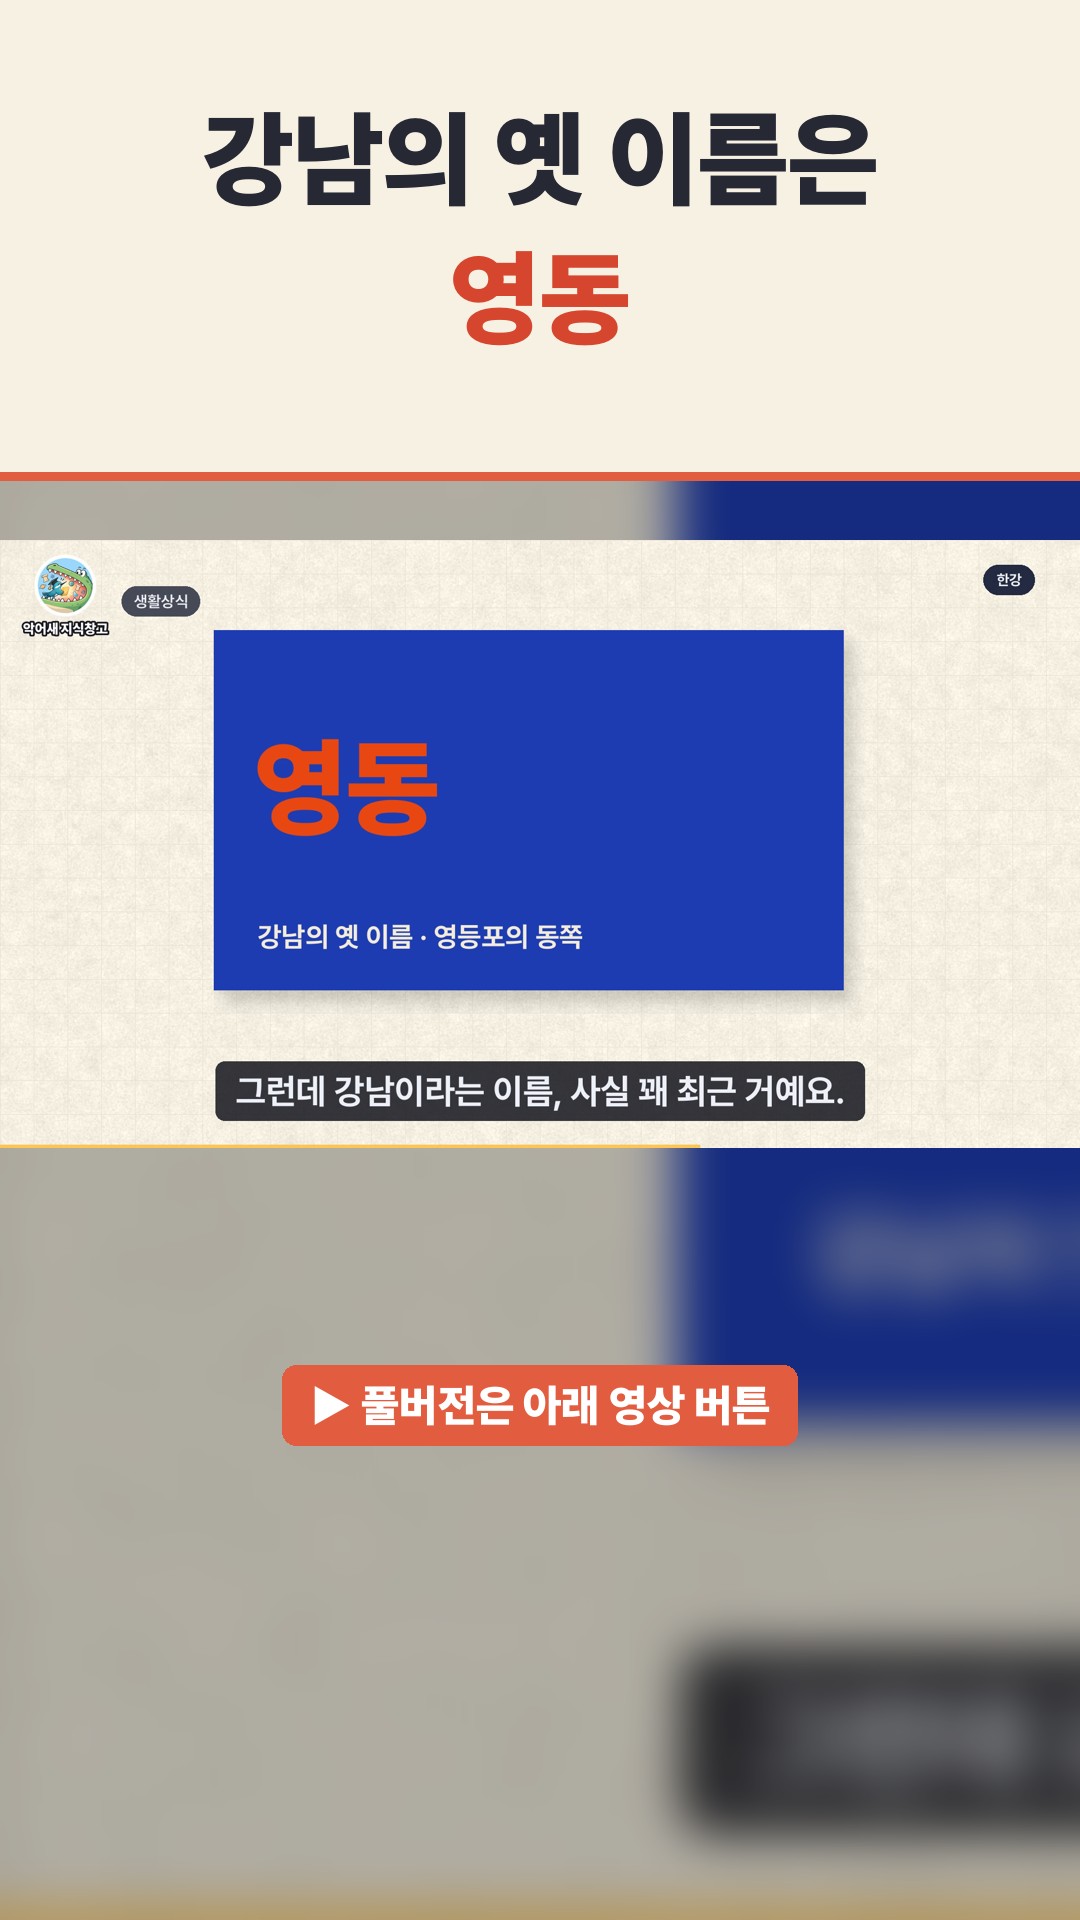 강남의 옛 이름은
영동
악어새 지식창고
생활상식
한강
영동
강남의 옛 이름 · 영등포의 동쪽
그런데 강남이라는 이름, 사실 꽤 최근 거예요.
▶ 풀버전은 아래 영상 버튼